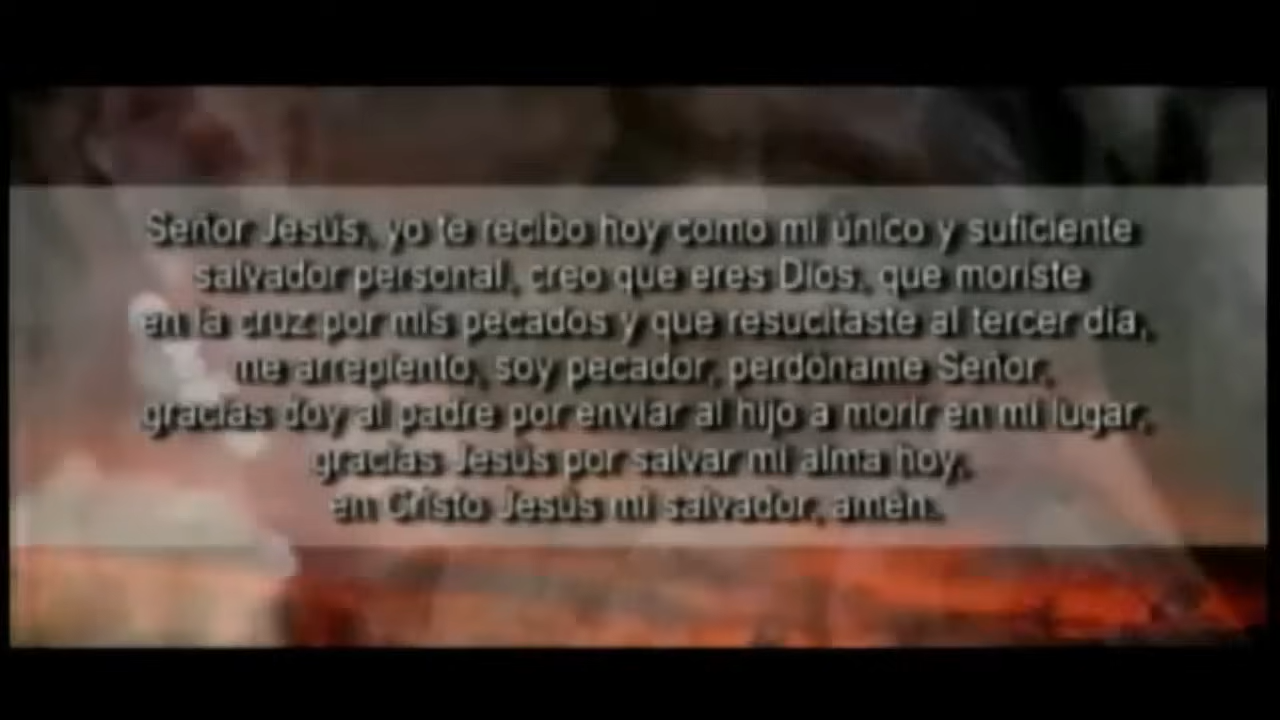 Señor Jesús, yo te recibo hoy como mi único y suficiente
salvador personal, creo que eres Dios, que moriste
en la cruz por mis pecados y que resucitaste al tercer día,
me arrepiento, soy pecador, perdóname Señor,
gracias doy al padre por enviar al hijo a morir en mi lugar,
gracias Jesús por salvar mi alma hoy,
en Cristo Jesús mi salvador, amén.